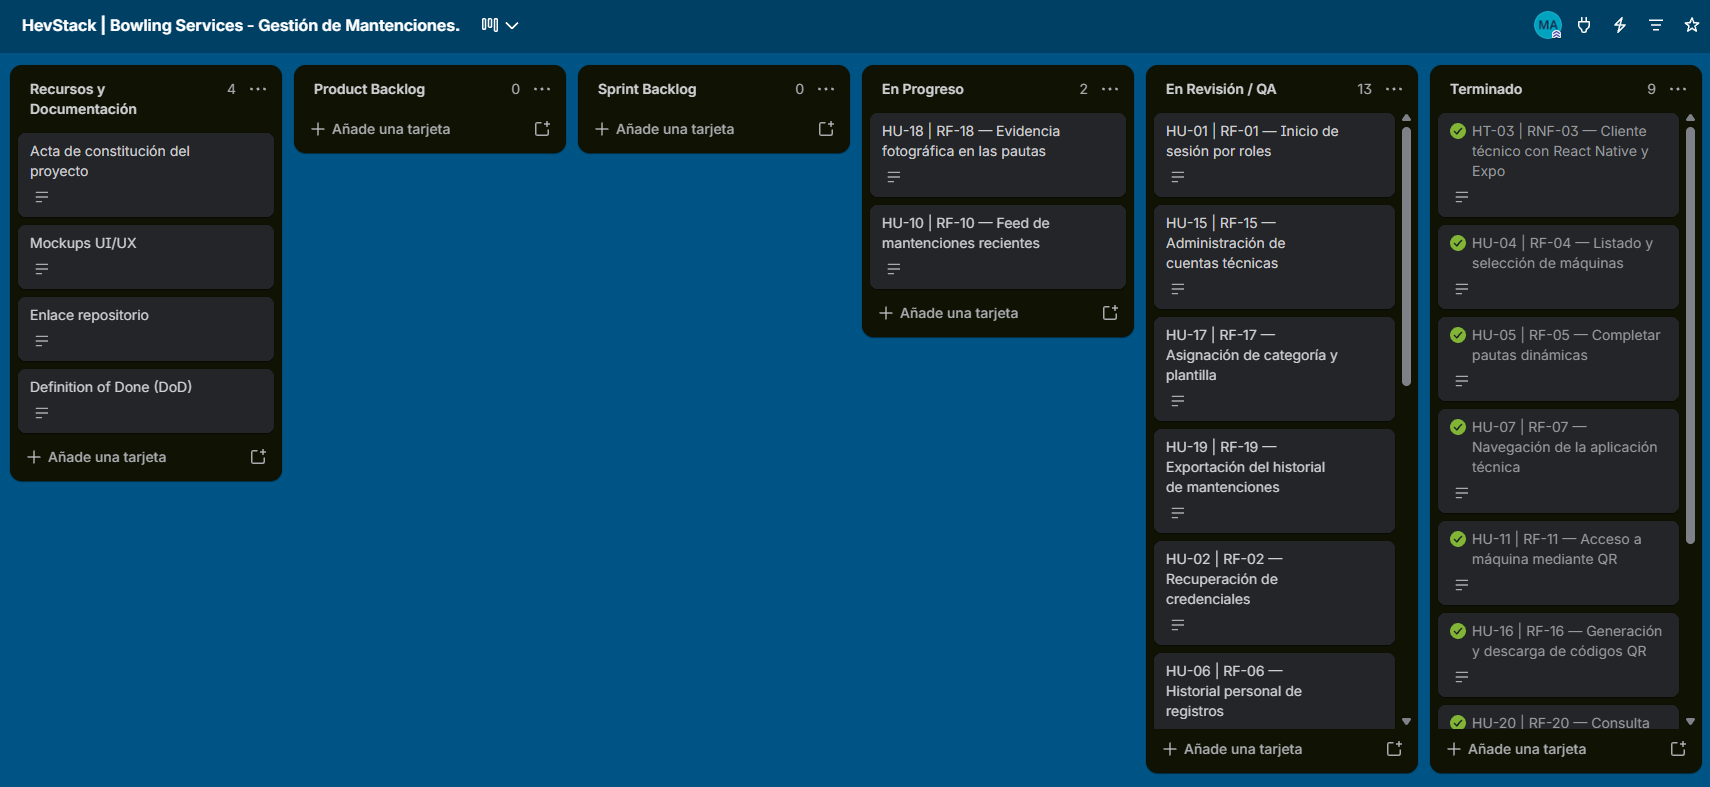 HevStack | Bowling Services - Gestión de Mantenciones.
MA
Recursos y
Documentación
4
Acta de constitución del
proyecto
Mockups UI/UX
Enlace repositorio
Definition of Done (DoD)
Añade una tarjeta
Product Backlog
0
Añade una tarjeta
Sprint Backlog
0
Añade una tarjeta
En Progreso
2
HU-18 | RF-18 — Evidencia
fotográfica en las pautas
HU-10 | RF-10 — Feed de
mantenciones recientes
Añade una tarjeta
En Revisión / QA
13
HU-01 | RF-01 — Inicio de
sesión por roles
HU-15 | RF-15 —
Administración de
cuentas técnicas
HU-17 | RF-17 —
Asignación de categoría y
plantilla
HU-19 | RF-19 —
Exportación del historial
de mantenciones
HU-02 | RF-02 —
Recuperación de
credenciales
HU-06 | RF-06 —
Historial personal de
registros
Añade una tarjeta
Terminado
9
HT-03 | RNF-03 — Cliente
técnico con React Native y
Expo
HU-04 | RF-04 — Listado y
selección de máquinas
HU-05 | RF-05 — Completar
pautas dinámicas
HU-07 | RF-07 —
Navegación de la aplicación
técnica
HU-11 | RF-11 — Acceso a
máquina mediante QR
HU-16 | RF-16 — Generación
y descarga de códigos QR
HU-20 | RF-20 — Consulta
Añade una tarjeta